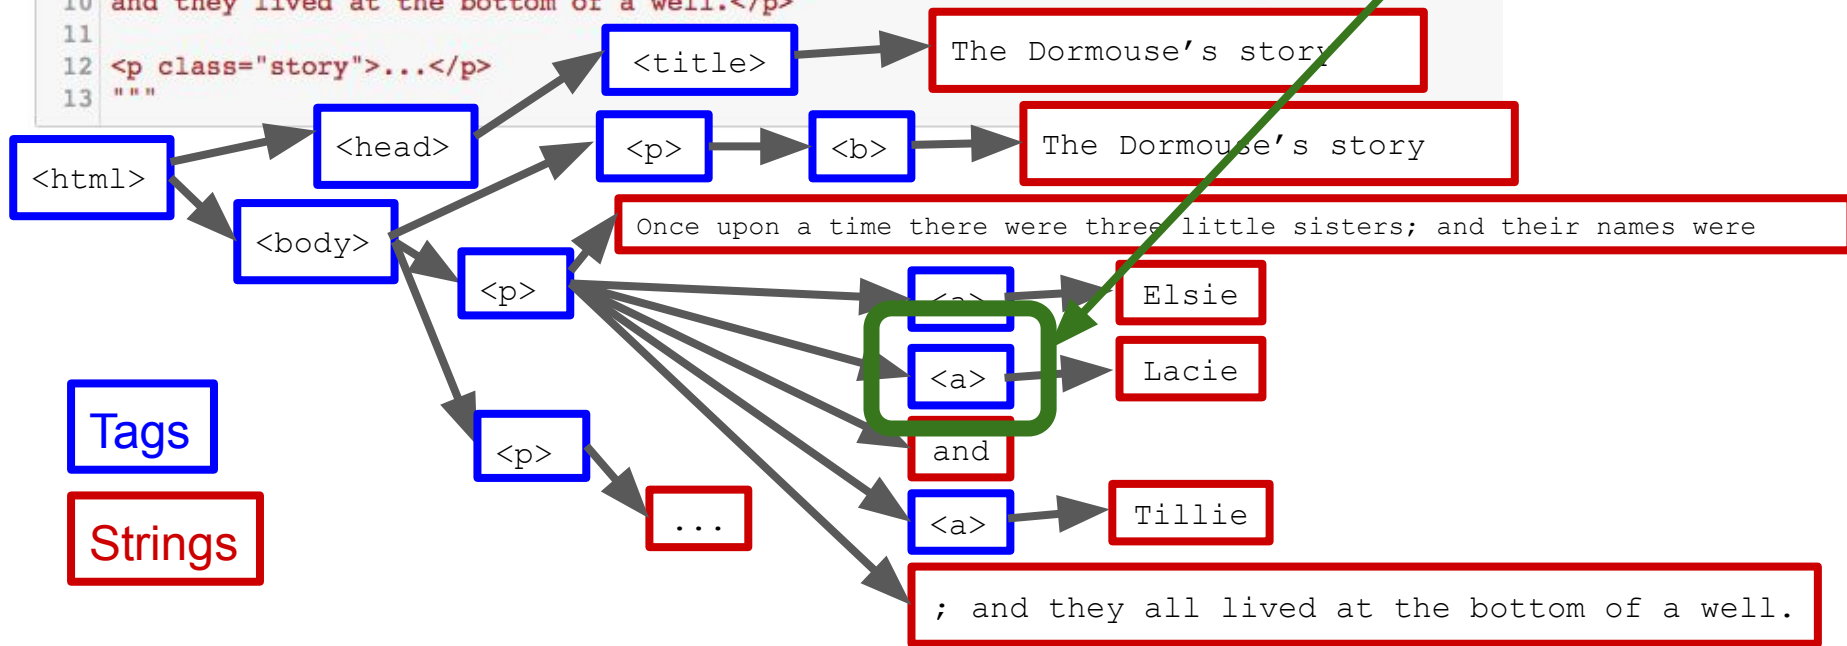 10 and they lived at the bottom of a well.</p>
11
12 <p class="story">...</p>
13 """
<title>
The Dormouse's story
<head>
<p>
<b>
The Dormouse's story
<html>
Once upon a time there were three little sisters; and their names were
<body>
<p>
<a>
Elsie
<a>
Lacie
Tags
and
<p>
<a>
Tillie
...
Strings
; and they all lived at the bottom of a well.